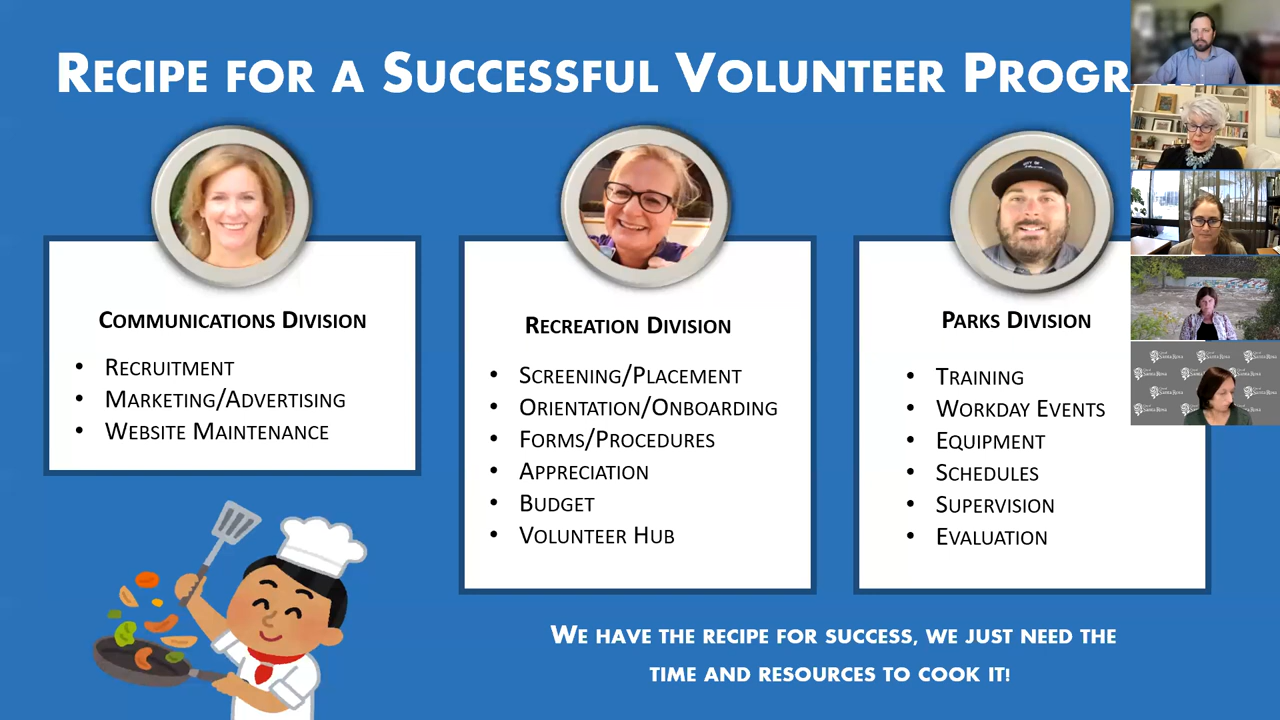 RECIPE FOR A SUCCESSFUL VOLUNTEER PROGR
COMMUNICATIONS DIVISION
• RECRUITMENT
• MARKETING/ADVERTISING
• WEBSITE MAINTENANCE
RECREATION DIVISION
• SCREENING/PLACEMENT
• ORIENTATION/ONBOARDING
• FORMS/PROCEDURES
• APPRECIATION
• BUDGET
• VOLUNTEER HUB
PARKS DIVISION
• TRAINING
• WORKDAY EVENTS
• EQUIPMENT
• SCHEDULES
• SUPERVISION
• EVALUATION
WE HAVE THE RECIPE FOR SUCCESS, WE JUST NEED THE
TIME AND RESOURCES TO COOK IT!